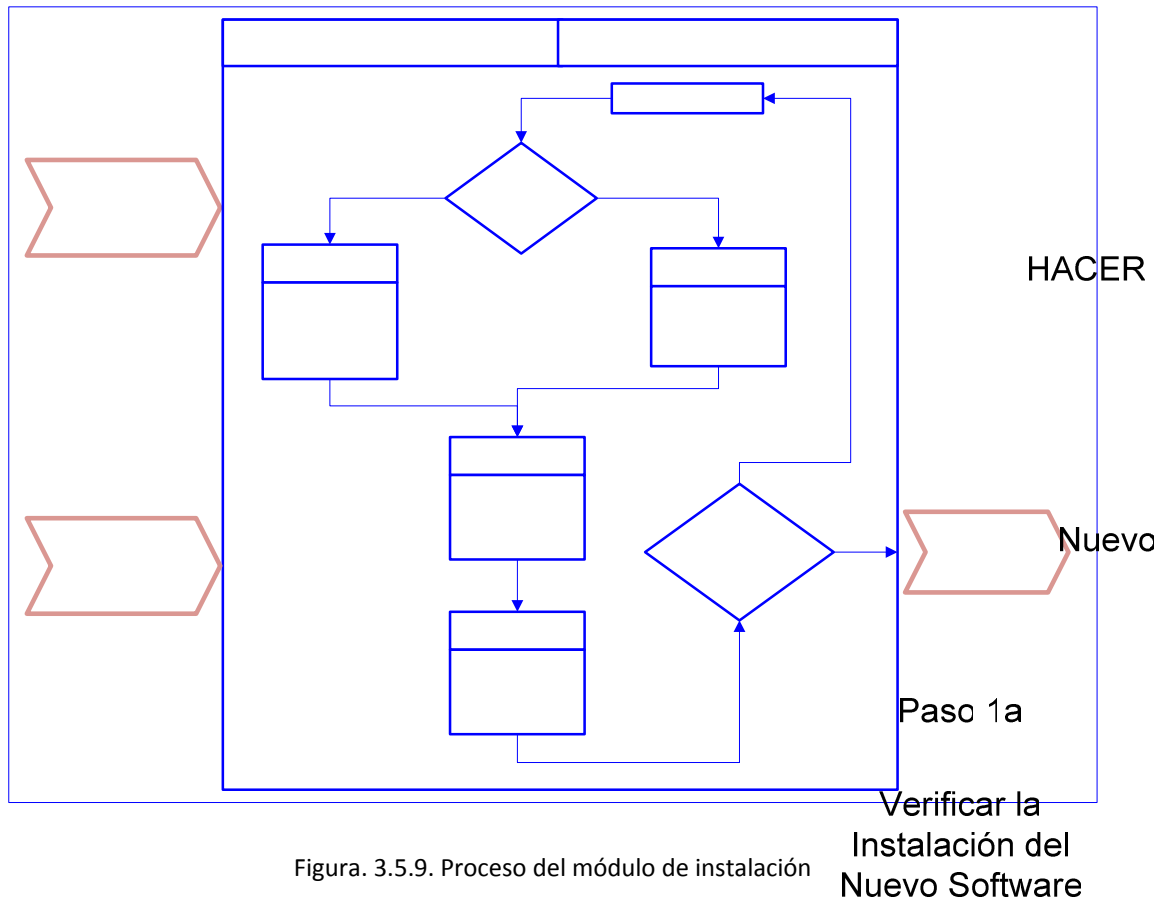 HACER
Nuevo
Paso 1a
Verificar la
Instalación del
Nuevo Software
Figura. 3.5.9. Proceso del módulo de instalación